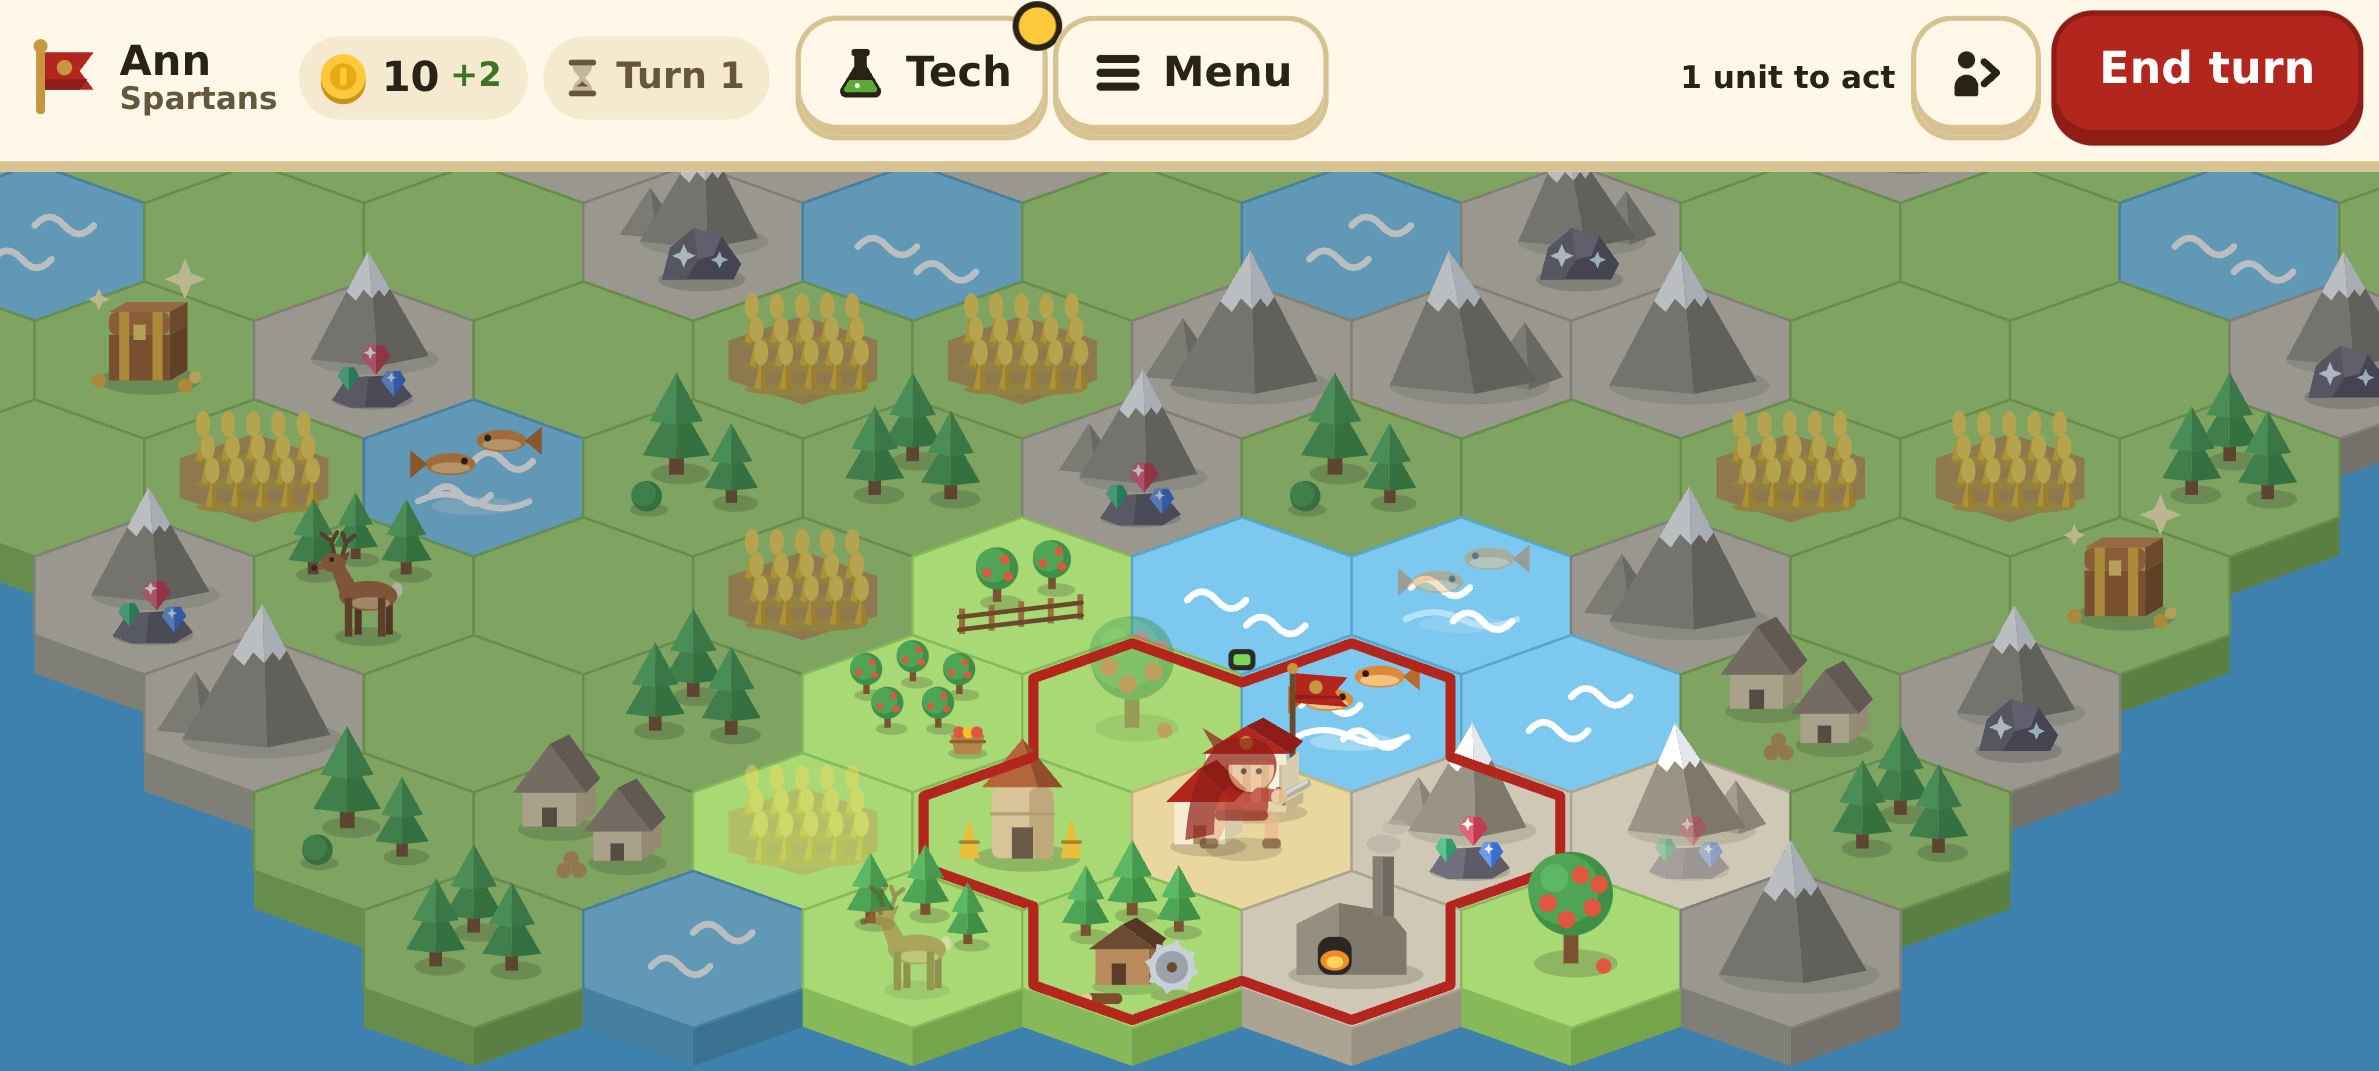 Ann
Spartans
10 +2
Turn 1
Tech
Menu
1 unit to act
End turn